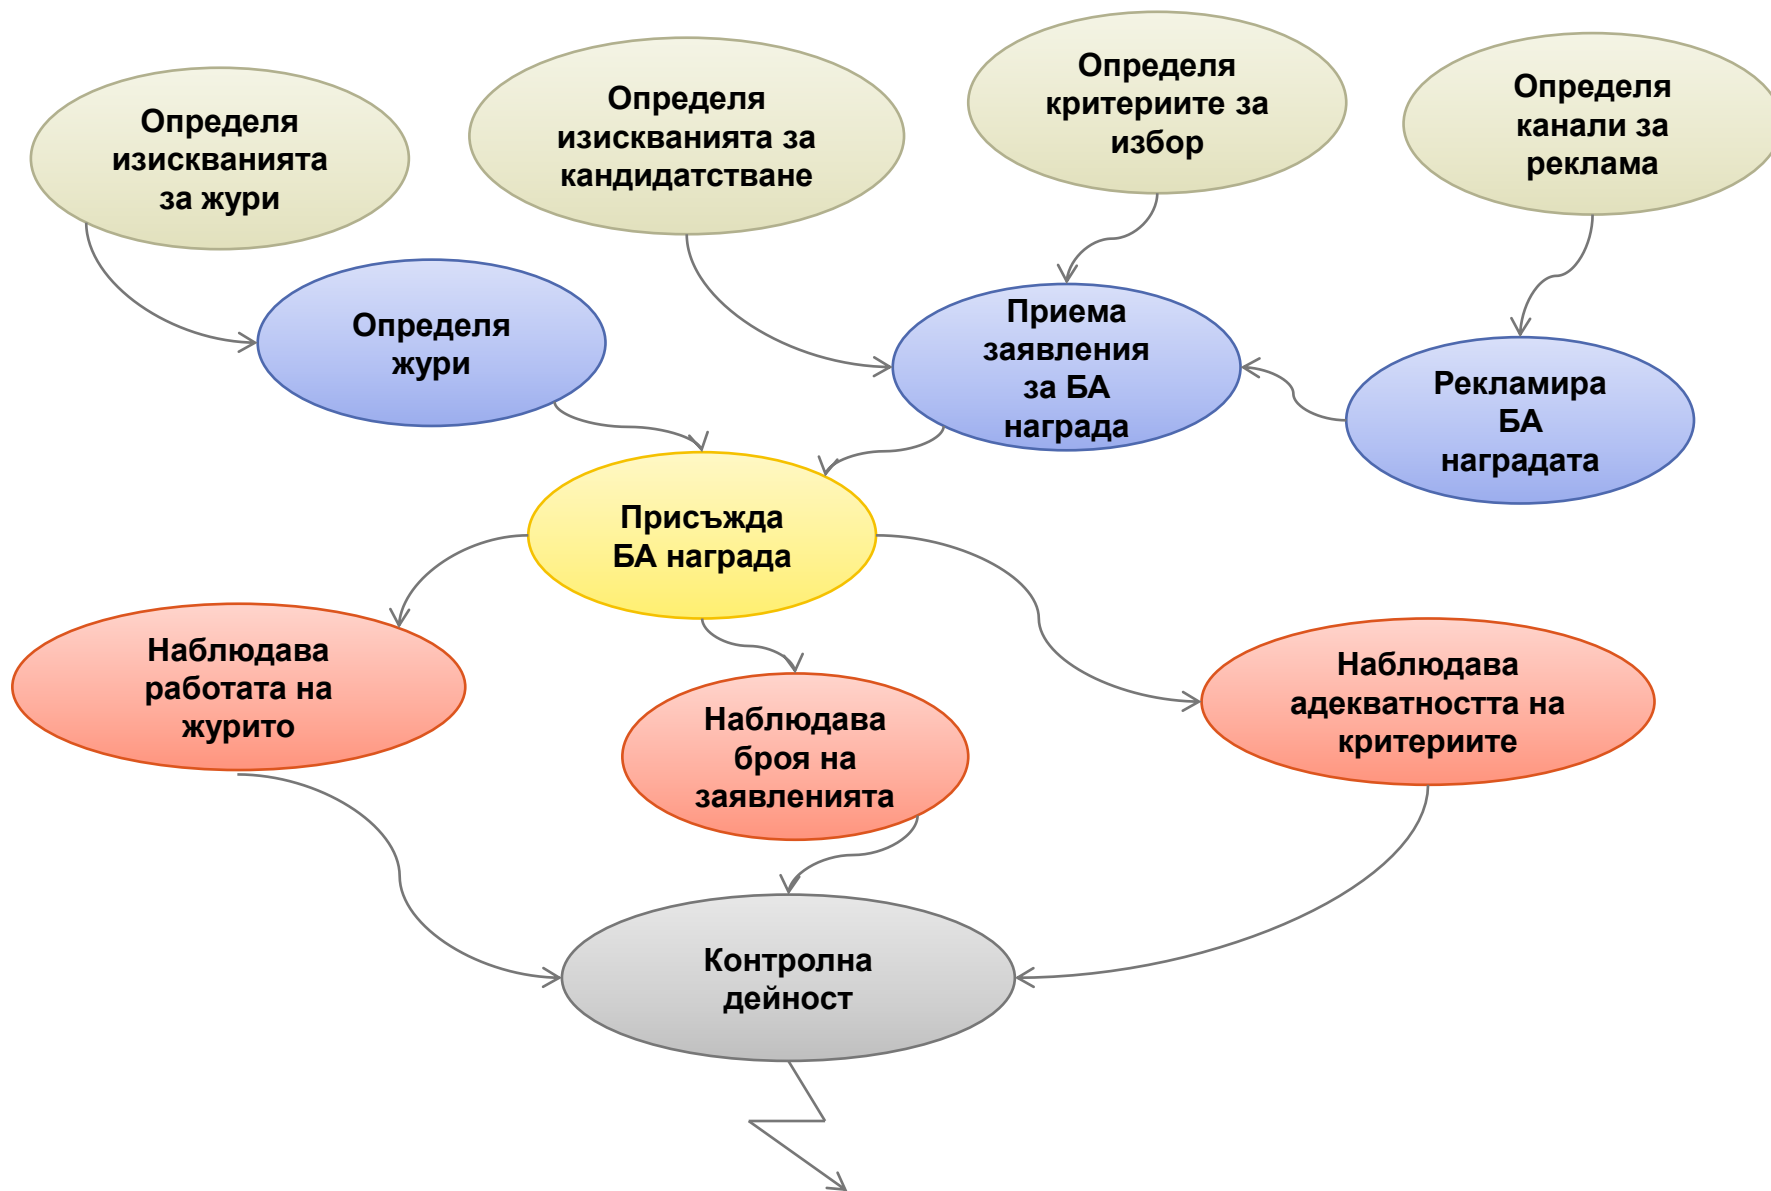 Определя
изискванията
за жури
Определя
изискванията за
кандидатстване
Определя
критериите за
избор
Определя
канали за
реклама
Определя
жури
Приема
заявления
за БА
награда
Рекламира
БА
наградата
Присъжда
БА награда
Наблюдава
работата на
журито
Наблюдава
броя на
заявленията
Наблюдава
адекватността на
критериите
Контролна
дейност